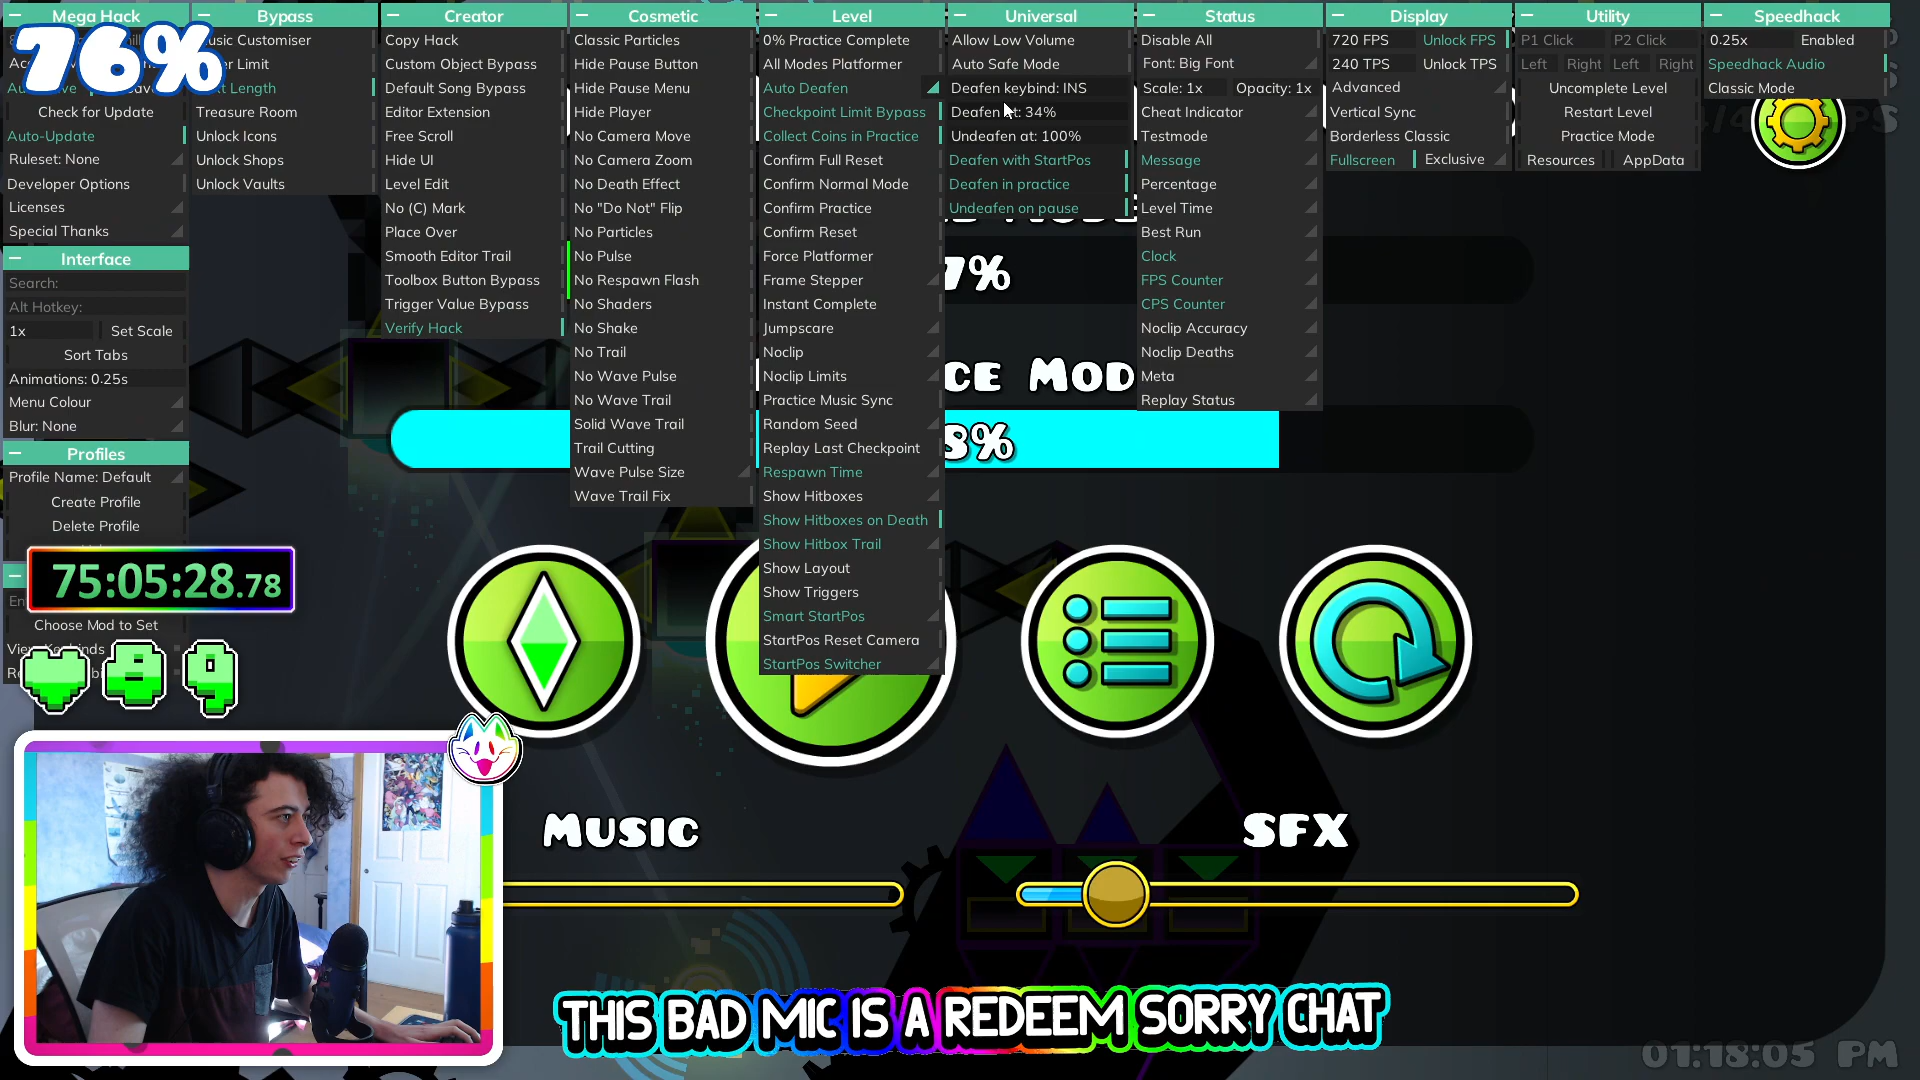 Mega Hack
76%
Check for Update
Auto-Update
Ruleset: None
Developer Options
Licenses
Special Thanks
Interface
Search:
Alt Hotkey:
1x
Set Scale
Sort Tabs
Animations: 0.25s
Menu Colour
Blur: None
Profiles
Profile Name: Default
Create Profile
Delete Profile
75:05:28.78
Choose Mod to Set
89
Bypass
Treasure Room
Unlock Icons
Unlock Shops
Unlock Vaults
Creator
Copy Hack
Custom Object Bypass
Default Song Bypass
Editor Extension
Free Scroll
Hide UI
Level Edit
No (C) Mark
Place Over
Smooth Editor Trail
Toolbox Button Bypass
Trigger Value Bypass
Verify Hack
Cosmetic
Classic Particles
Hide Pause Button
Hide Pause Menu
Hide Player
No Camera Move
No Camera Zoom
No Death Effect
No "Do Not" Flip
No Particles
No Pulse
No Respawn Flash
No Shaders
No Shake
No Trail
No Wave Pulse
No Wave Trail
Solid Wave Trail
Trail Cutting
Wave Pulse Size
Wave Trail Fix
Level
0% Practice Complete
All Modes Platformer
Auto Deafen
Checkpoint Limit Bypass
Collect Coins in Practice
Confirm Full Reset
Confirm Normal Mode
Confirm Practice
Confirm Reset
Force Platformer
Frame Stepper
Instant Complete
Jumpscare
Noclip
Noclip Limits
Practice Music Sync
Random Seed
Replay Last Checkpoint
Respawn Time
Show Hitboxes
Show Hitboxes on Death
Show Hitbox Trail
Show Layout
Show Triggers
Smart StartPos
StartPos Reset Camera
StartPos Switcher
Universal
Allow Low Volume
Auto Safe Mode
Deafen keybind: INS
Deafen at: 34%
Undeafen at: 100%
Deafen with StartPos
Deafen in practice
Undeafen on pause
7%
CE MOD
8%
Status
Disable All
Font: Big Font
Scale: 1x
Opacity: 1x
Cheat Indicator
Testmode
Message
Percentage
Level Time
Best Run
Clock
FPS Counter
CPS Counter
Noclip Accuracy
Noclip Deaths
Meta
Replay Status
Display
720 FPS
Unlock FPS
240 TPS
Unlock TPS
Advanced
Vertical Sync
Borderless Classic
Fullscreen
Exclusive
Utility
P1 Click
P2 Click
Left
Right
Left
Right
Uncomplete Level
Restart Level
Practice Mode
Resources
AppData
Speedhack
0.25x
Enabled
Speedhack Audio
Classic Mode
MUSIC
SFX
THIS BAD MIC IS A REDEEM SORRY CHAT
01:18:05 PM